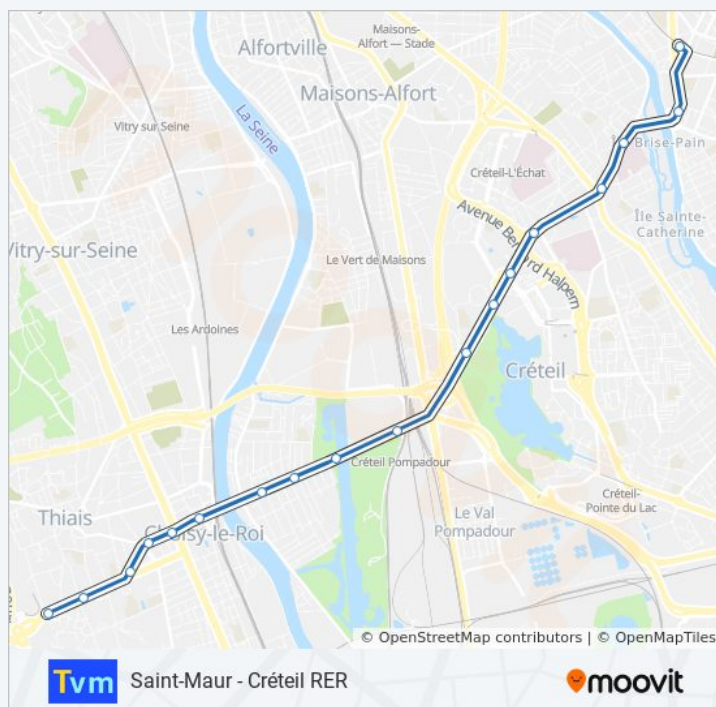 Alfortville
Maisons-
Alfort — Stade
Maisons-Alfort
La Seine
Vitry sur Seine
Brise-Pain
Créteil-L'Échat
Île Sainte-
Catherine
Avenue
Halpern
Vitry-sur-Seine
Le Vert de Maisons
Les Ardoines
Créteil
Créteil Pompadour
Créteil-
Pointe du Lac
Thiais
Choisy-le-Roi
Le Val
Pompadour
© OpenStreetMap contributors | © OpenMapTiles
Tvm Saint-Maur - Créteil RER moovit